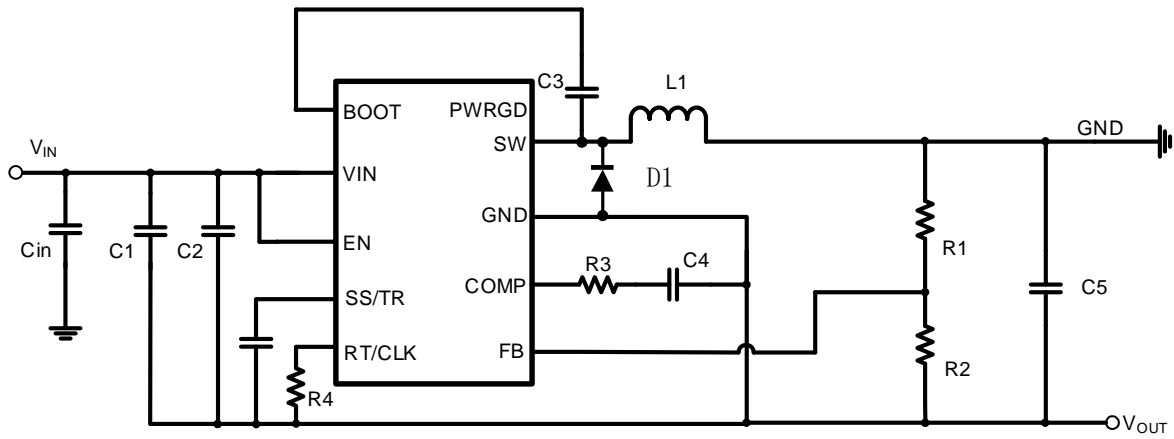 C3
L1
BOOT
PWRGD
SW
GND
VIN
VIN
D1
GND
EN
Cin
C1
C2
R1
R3
C4
COMP
SS/TR
C5
RT/CLK
FB
R2
R4
VOUT